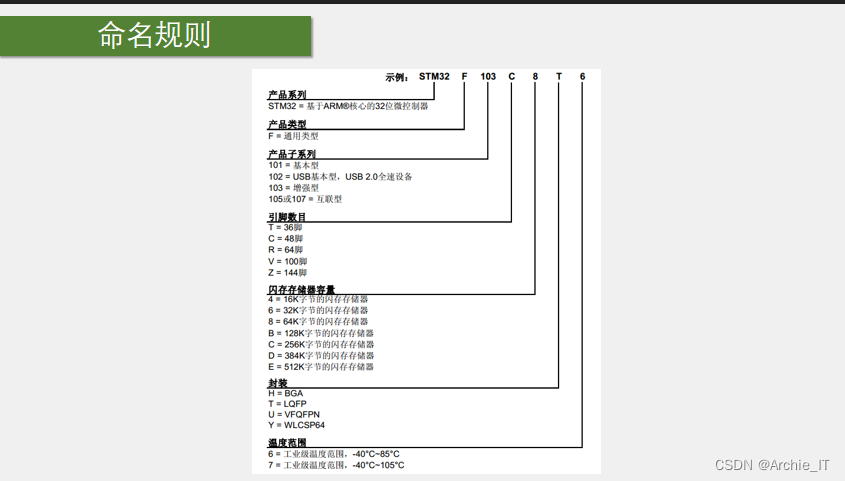 命名规则
示例： STM32 F 103 C 8 T 6
产品系列
STM32 = 基于ARM®核心的32位微控制器
产品类型
F = 通用类型
产品子系列
101 = 基本型
102 = USB基本型，USB 2.0全速设备
103 = 增强型
105或107 = 互联型
引脚数目
T = 36脚
C = 48脚
R = 64脚
V = 100脚
Z = 144脚
闪存存储器容量
4 = 16K字节的闪存存储器
6 = 32K字节的闪存存储器
8 = 64K字节的闪存存储器
B = 128K字节的闪存存储器
C = 256K字节的闪存存储器
D = 384K字节的闪存存储器
E = 512K字节的闪存存储器
封装
H = BGA
T = LQFP
U = VFQFPN
Y = WLCSP64
温度范围
6 = 工业级温度范围，-40°C~85°C
7 = 工业级温度范围，-40°C~105°C
CSDN @Archie_IT